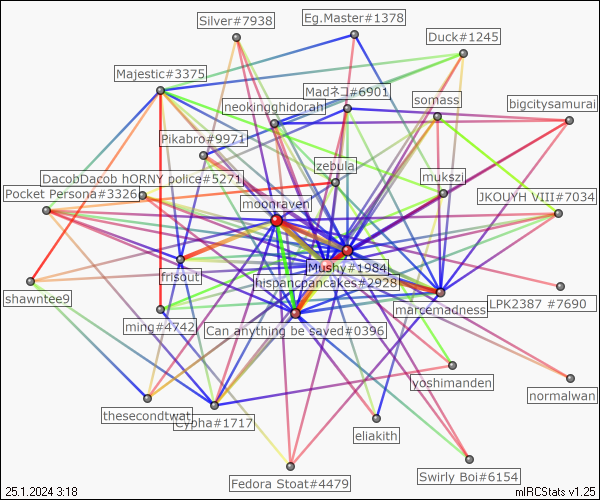 Silver#7938
Eg.Master#1378
Duck#1245
Majestic#3375
Madネコ#6901
neokingghidorah
somass
bigcitysamurai
Pikabro#9971
zebula
DacobDacob hORNY police#5271
mukszi
Pocket Persona#3326
JKOUYH VIII#7034
moonraven
Mushy#1984
frisout
hispancpancakes#2928
shawntee9
LPK2387 #7690
marcemadness
ming#4742
Can anything be saved#0396
yoshimanden
normalwan
thesecondtwat
Cypha#1717
eliakith
Swirly Boi#6154
Fedora Stoat#4479
25.1.2024 3:18
mIRCStats v1.25